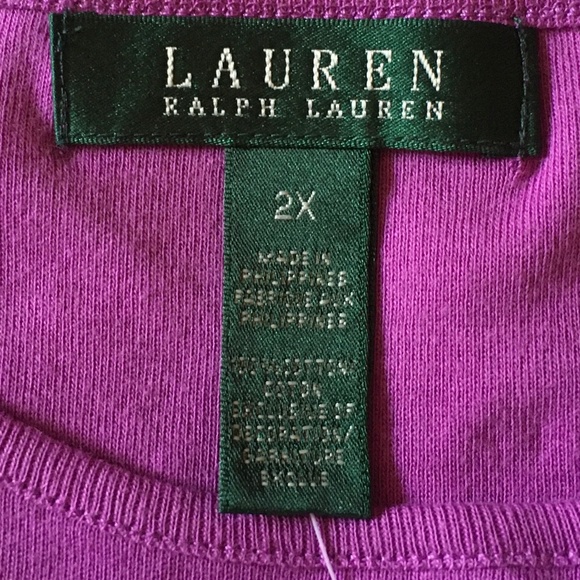 LAUREN
RALPH LAUREN
2X
MADE IN
PHILIPPINES
FABRIQUE AUX
PHILIPPINES
100% COTTON/
COTON
EXCLUSIVE OF
DECORATION/
GARNITURE
EXCLUE